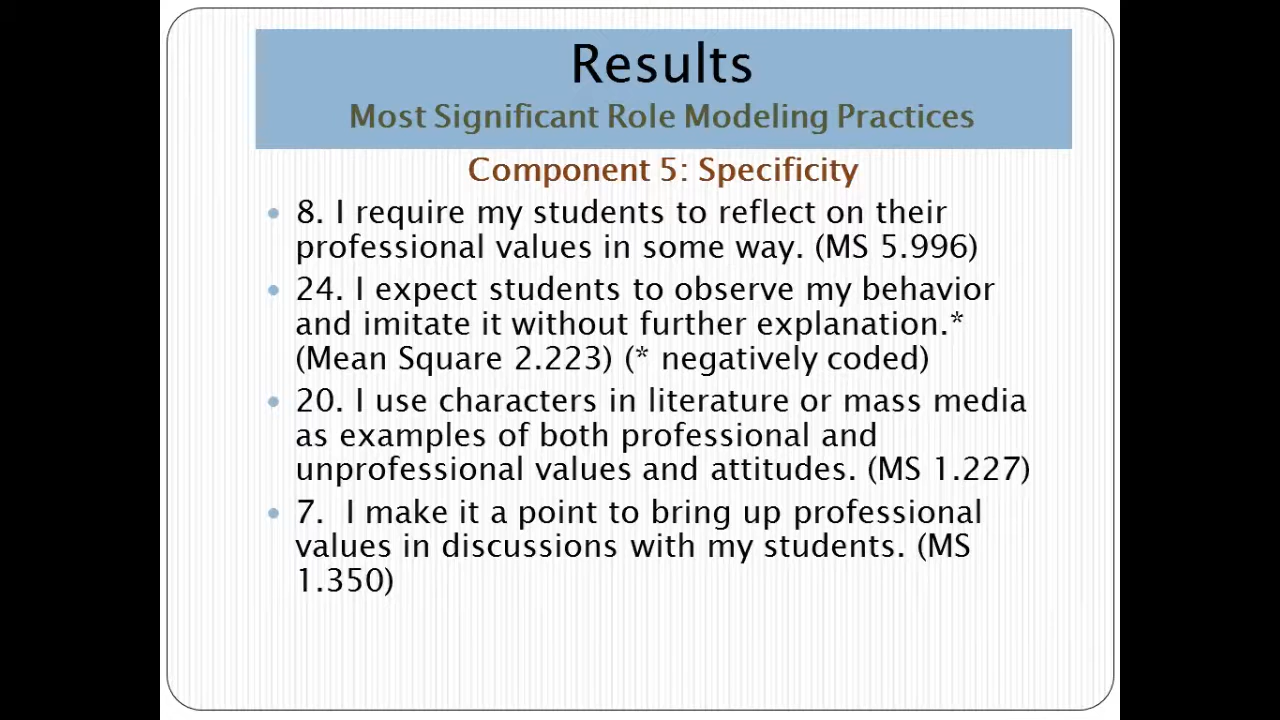 Results
Most Significant Role Modeling Practices
Component 5: Specificity
• 8. I require my students to reflect on their
professional values in some way. (MS 5.996)
• 24. I expect students to observe my behavior
and imitate it without further explanation.*
(Mean Square 2.223) (* negatively coded)
• 20. I use characters in literature or mass media
as examples of both professional and
unprofessional values and attitudes. (MS 1.227)
• 7.  I make it a point to bring up professional
values in discussions with my students. (MS
1.350)